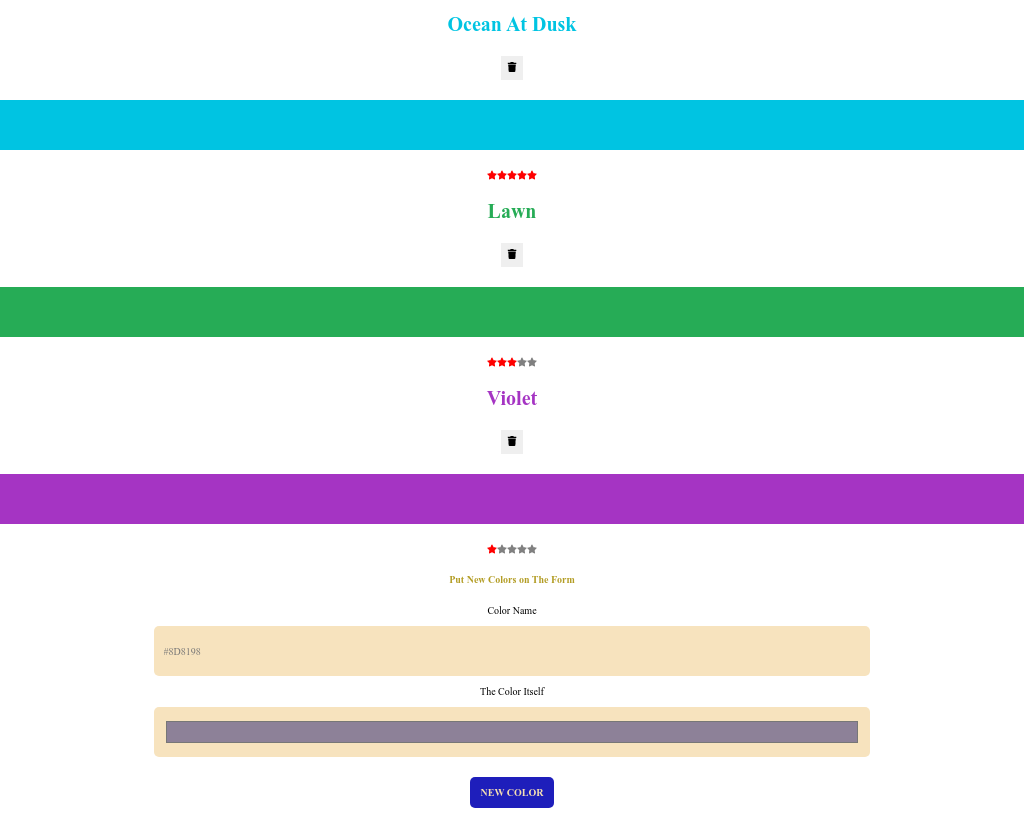 Ocean At Dusk
Lawn
Violet
Put New Colors on The Form
Color Name
#8D8198
The Color Itself
NEW COLOR